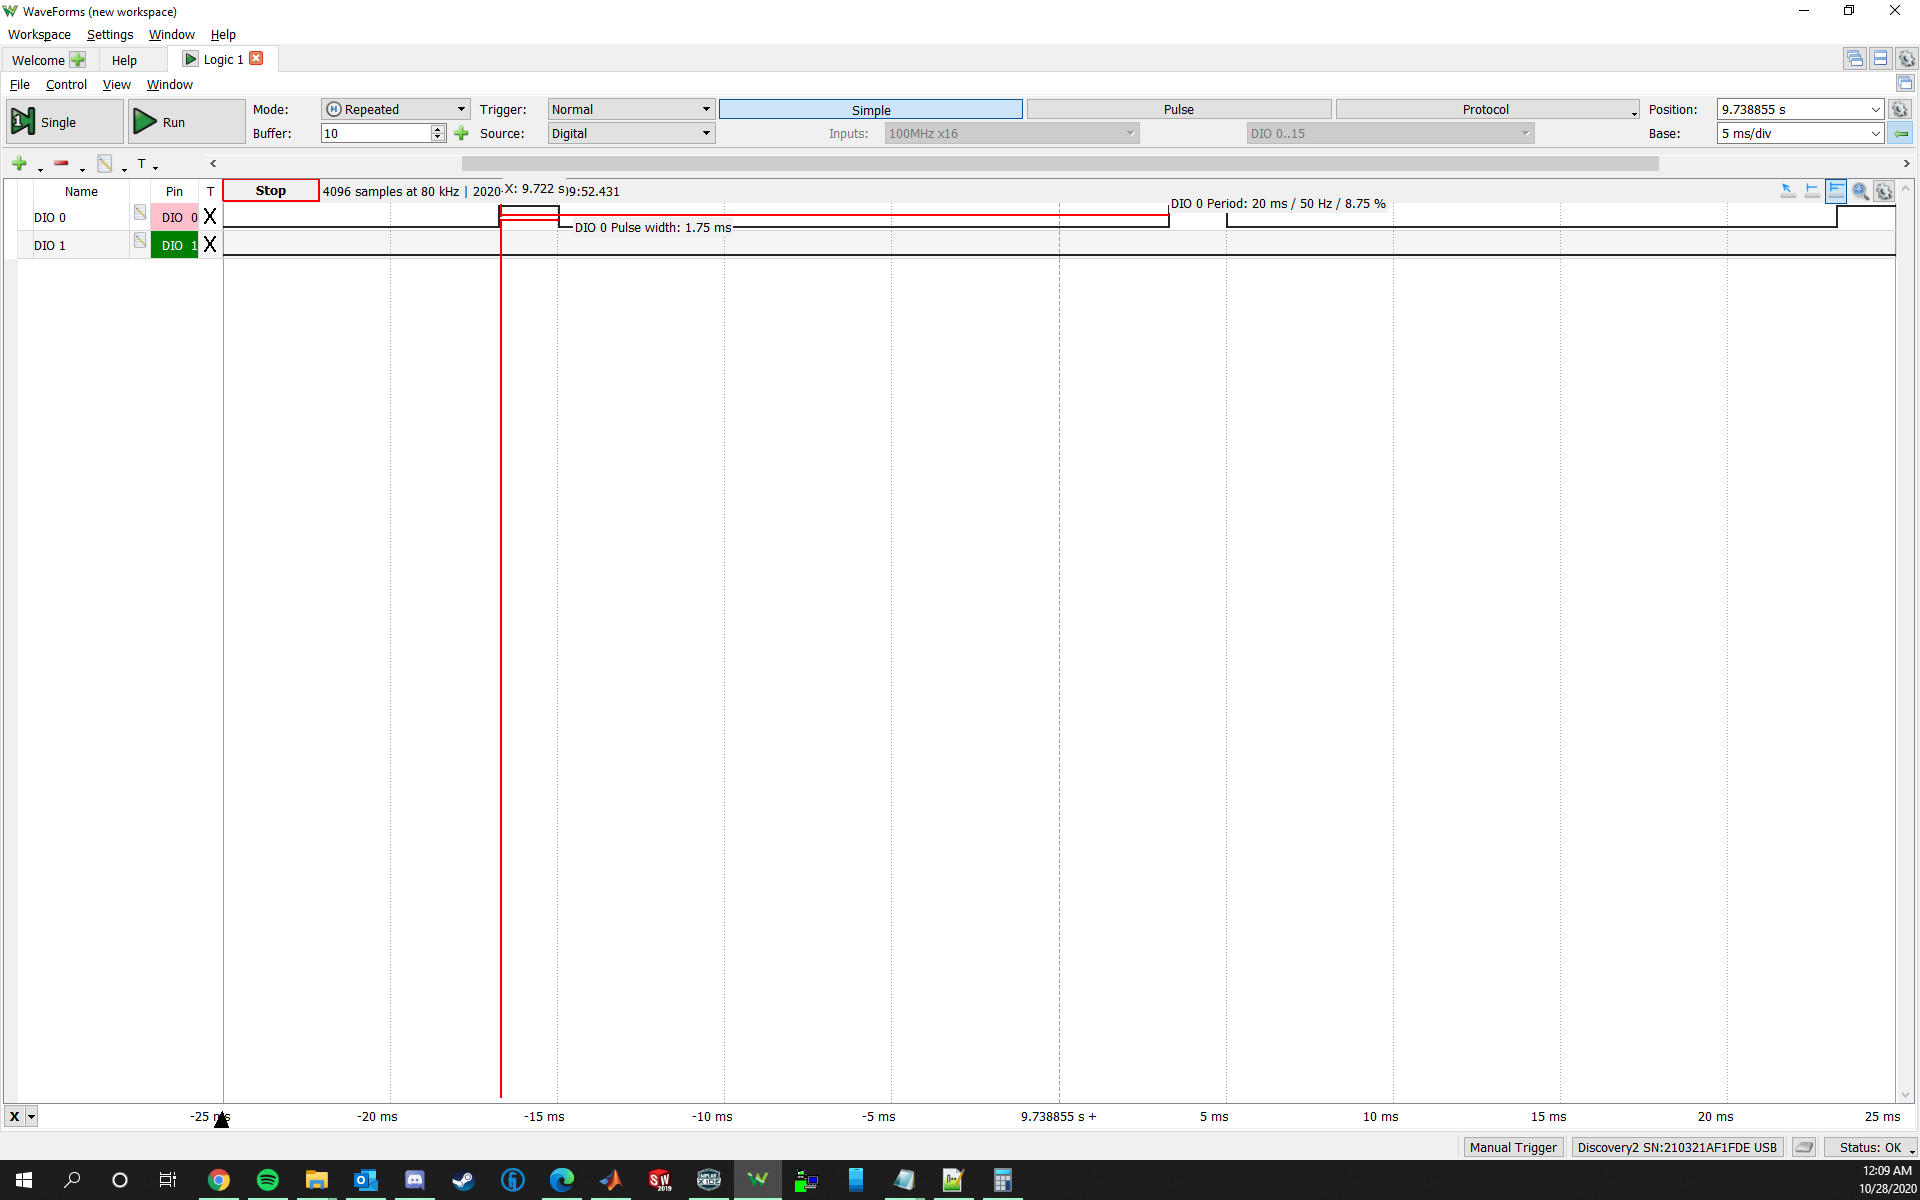 WaveForms (new workspace)
Workspace Settings Window Help
Welcome Help Logic 1
File Control View Window
Single Run Mode: Repeated Trigger: Normal Simple Pulse Protocol Position: 9.738855 s
Buffer: 10 Source: Digital Inputs: 100MHz x16 DIO 0..15 Base: 5 ms/div
T
Name Pin T Stop 4096 samples at 80 kHz | 2020 X: 9.722 s 9:52.431
DIO 0 Period: 20 ms / 50 Hz / 8.75 %
DIO 0 DIO 0 X
DIO 0 Pulse width: 1.75 ms
DIO 1 DIO 1 X
X -25 ms -20 ms -15 ms -10 ms -5 ms 9.738855 s + 5 ms 10 ms 15 ms 20 ms 25 ms
Manual Trigger Discovery2 SN:210321AF1FDE USB Status: OK
12:09 AM
10/28/2020